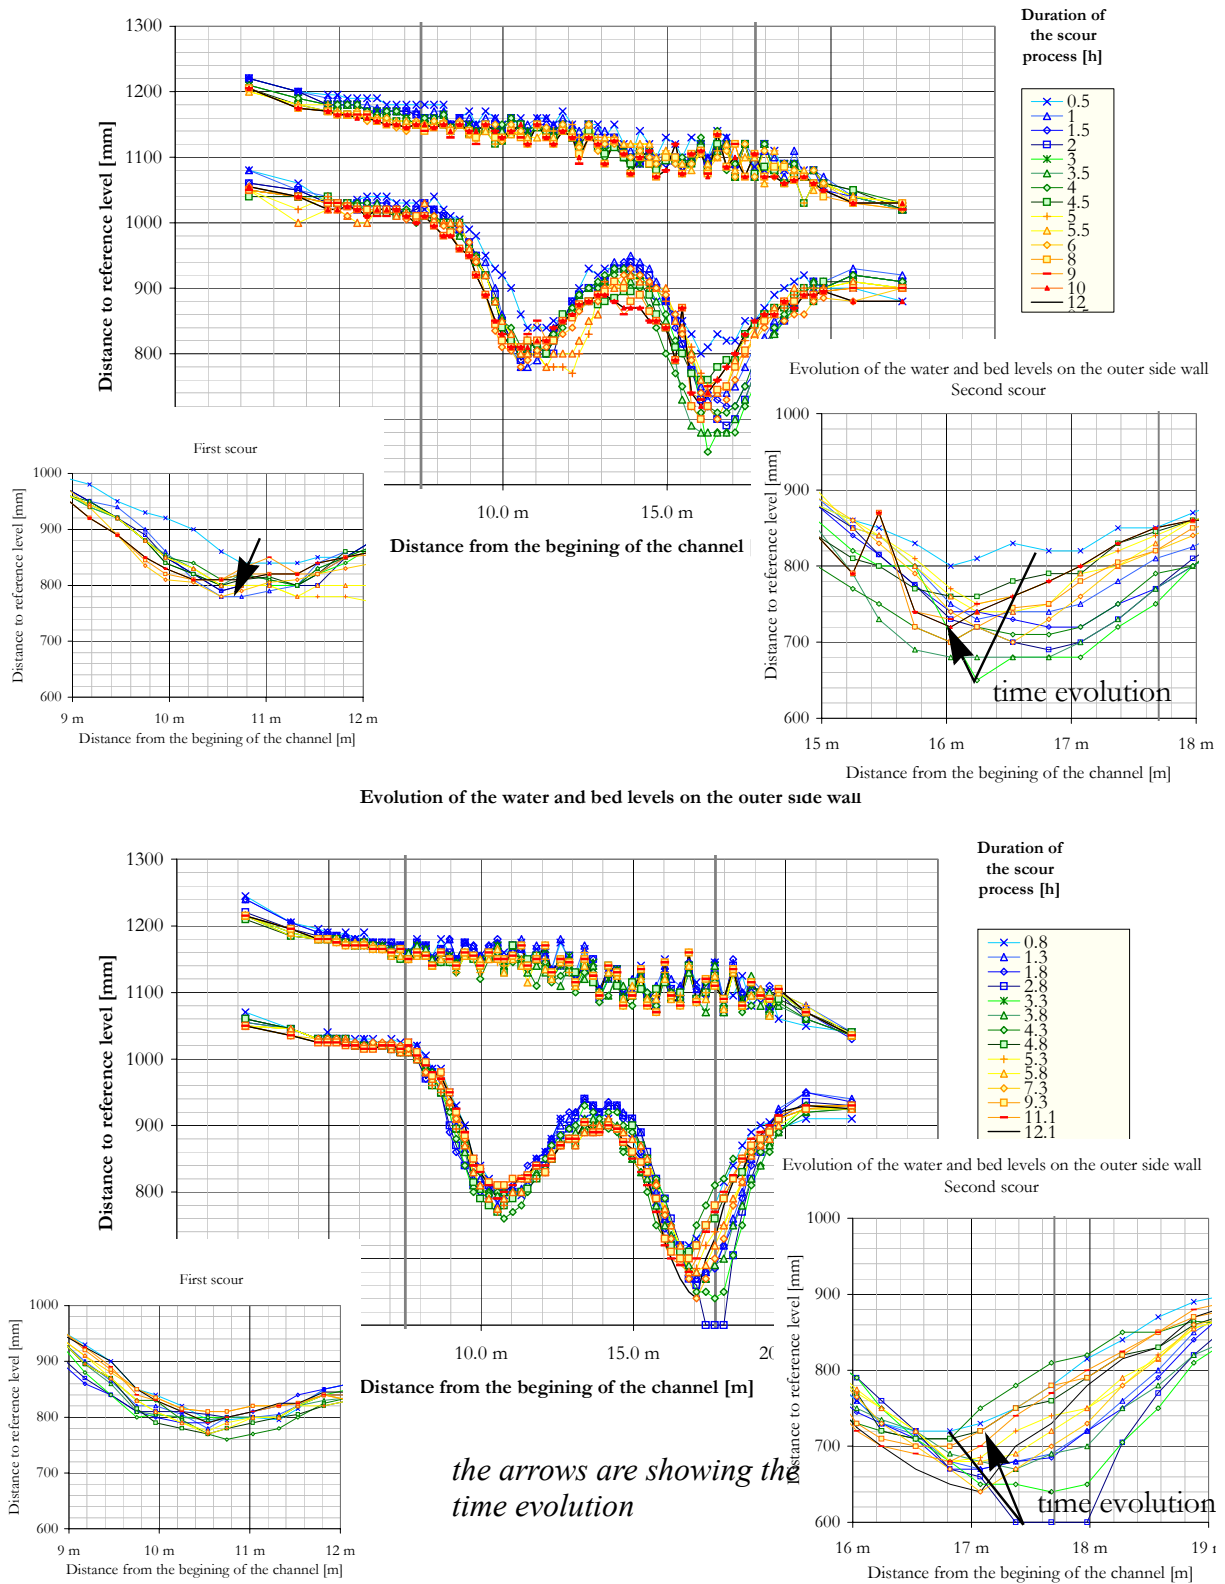 Duration of
the scour
process [h]
1300
1200
1100
1000
900
800
Distance to reference level [mm]
0.5
1
1.5
2
3
3.5
4
4.5
5
5.5
6
8
9
10
12
10.0 m
15.0 m
Distance from the begining of the channel
First scour
1000
900
800
700
600
Distance to reference level [mm]
9 m
10 m
11 m
12 m
Distance from the begining of the channel [m]
Evolution of the water and bed levels on the outer side wall
Second scour
1000
900
800
700
600
Distance to reference level [mm]
time evolution
15 m
16 m
17 m
18 m
Distance from the begining of the channel [m]
Evolution of the water and bed levels on the outer side wall
Duration of
the scour
process [h]
1300
1200
1100
1000
900
800
Distance to reference level [mm]
0.8
1.3
1.8
2.8
3.3
3.8
4.3
4.8
5.3
5.8
7.3
9.3
11.1
12.1
10.0 m
15.0 m
20
Distance from the begining of the channel [m]
First scour
1000
900
800
700
600
Distance to reference level [mm]
9 m
10 m
11 m
12 m
Distance from the begining of the channel [m]
the arrows are showing the
time evolution
Evolution of the water and bed levels on the outer side wall
Second scour
1000
900
800
700
600
Distance to reference level [mm]
time evolution
16 m
17 m
18 m
19 m
Distance from the begining of the channel [m]